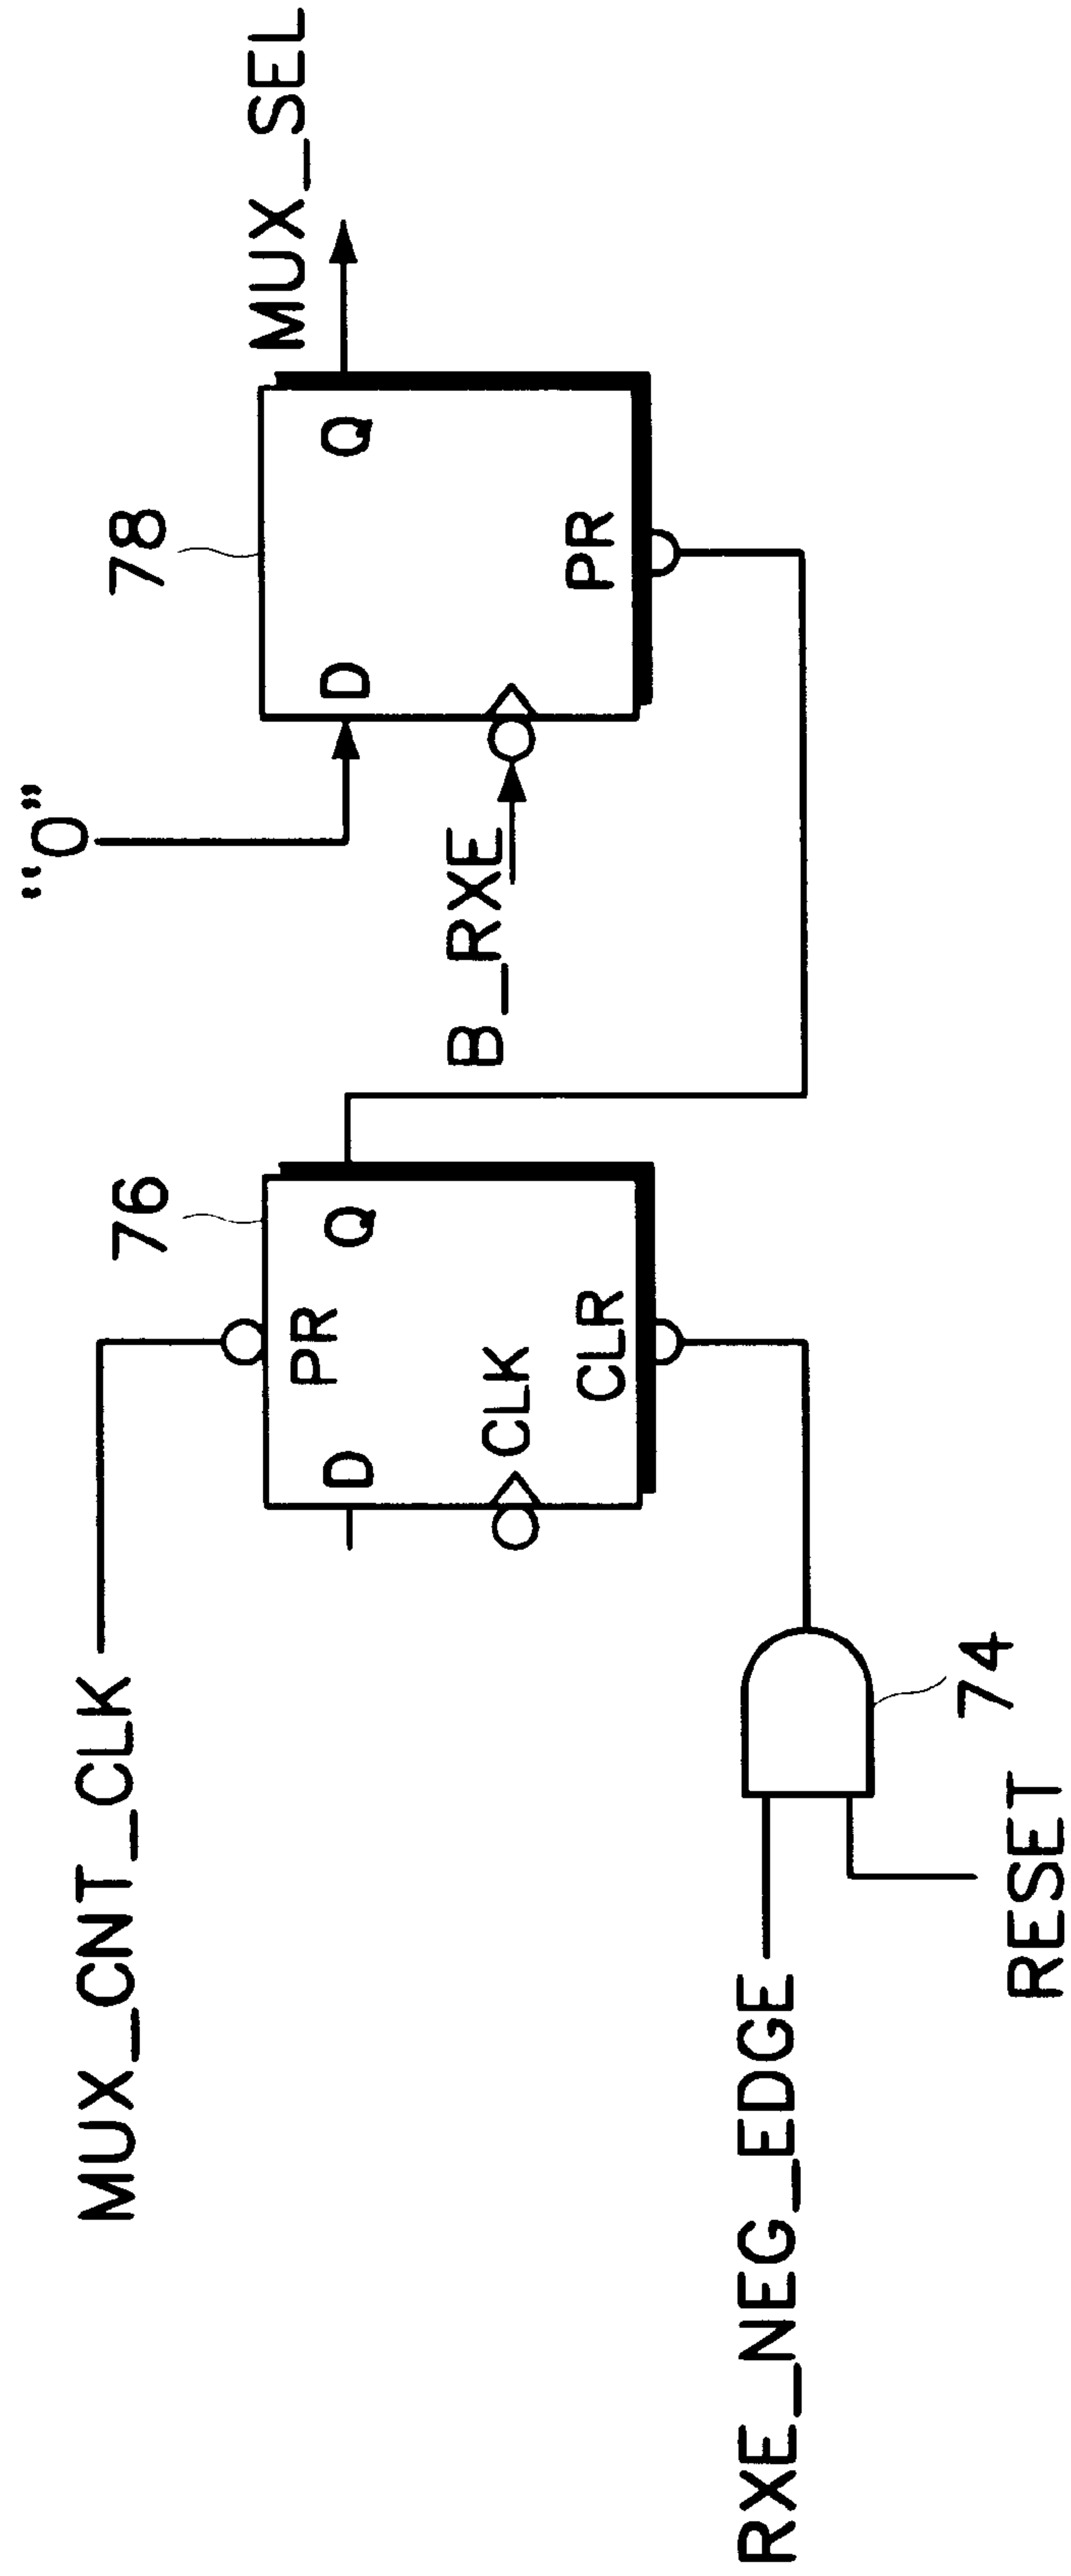 MUX_CNT_CLK
76
PR
D
Q
CLK
CLR
RXE_NEG_EDGE
RESET
74
"0"
78
D
Q
B_RXE
PR
MUX_SEL